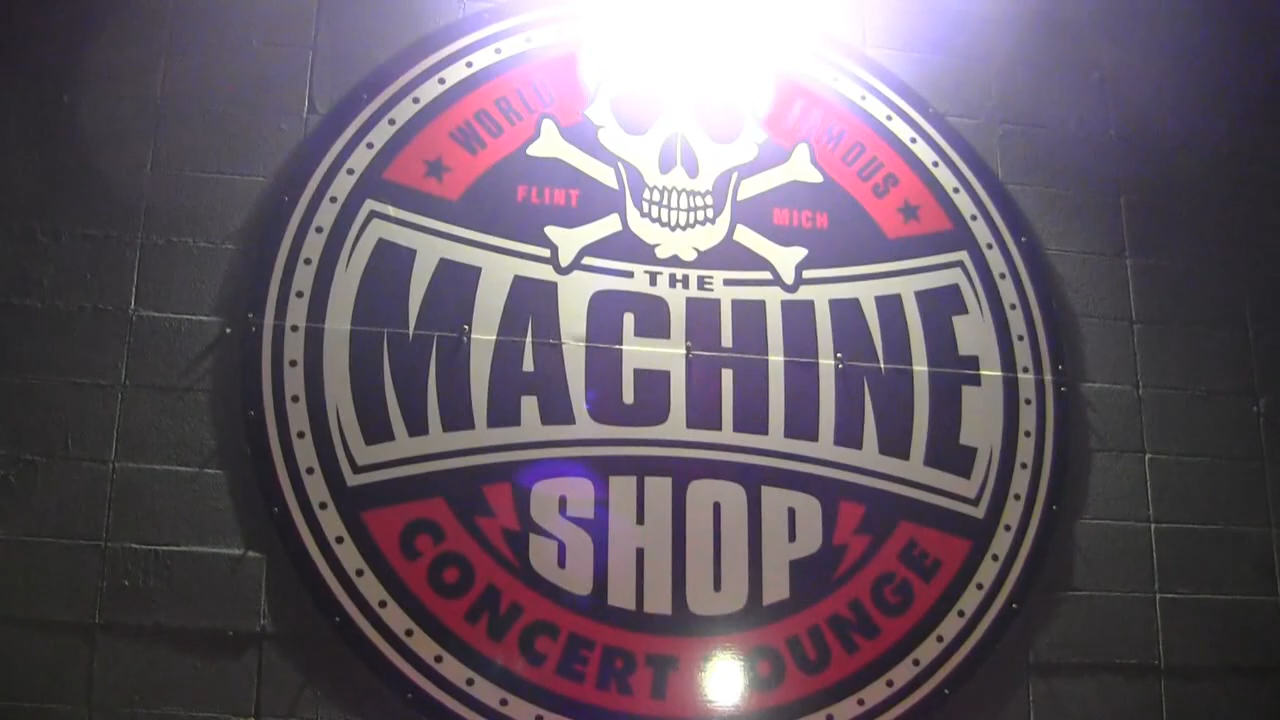 WORLD FAMOUS
FLINT MICH
THE
MACHINE
SHOP
CONCERT LOUNGE